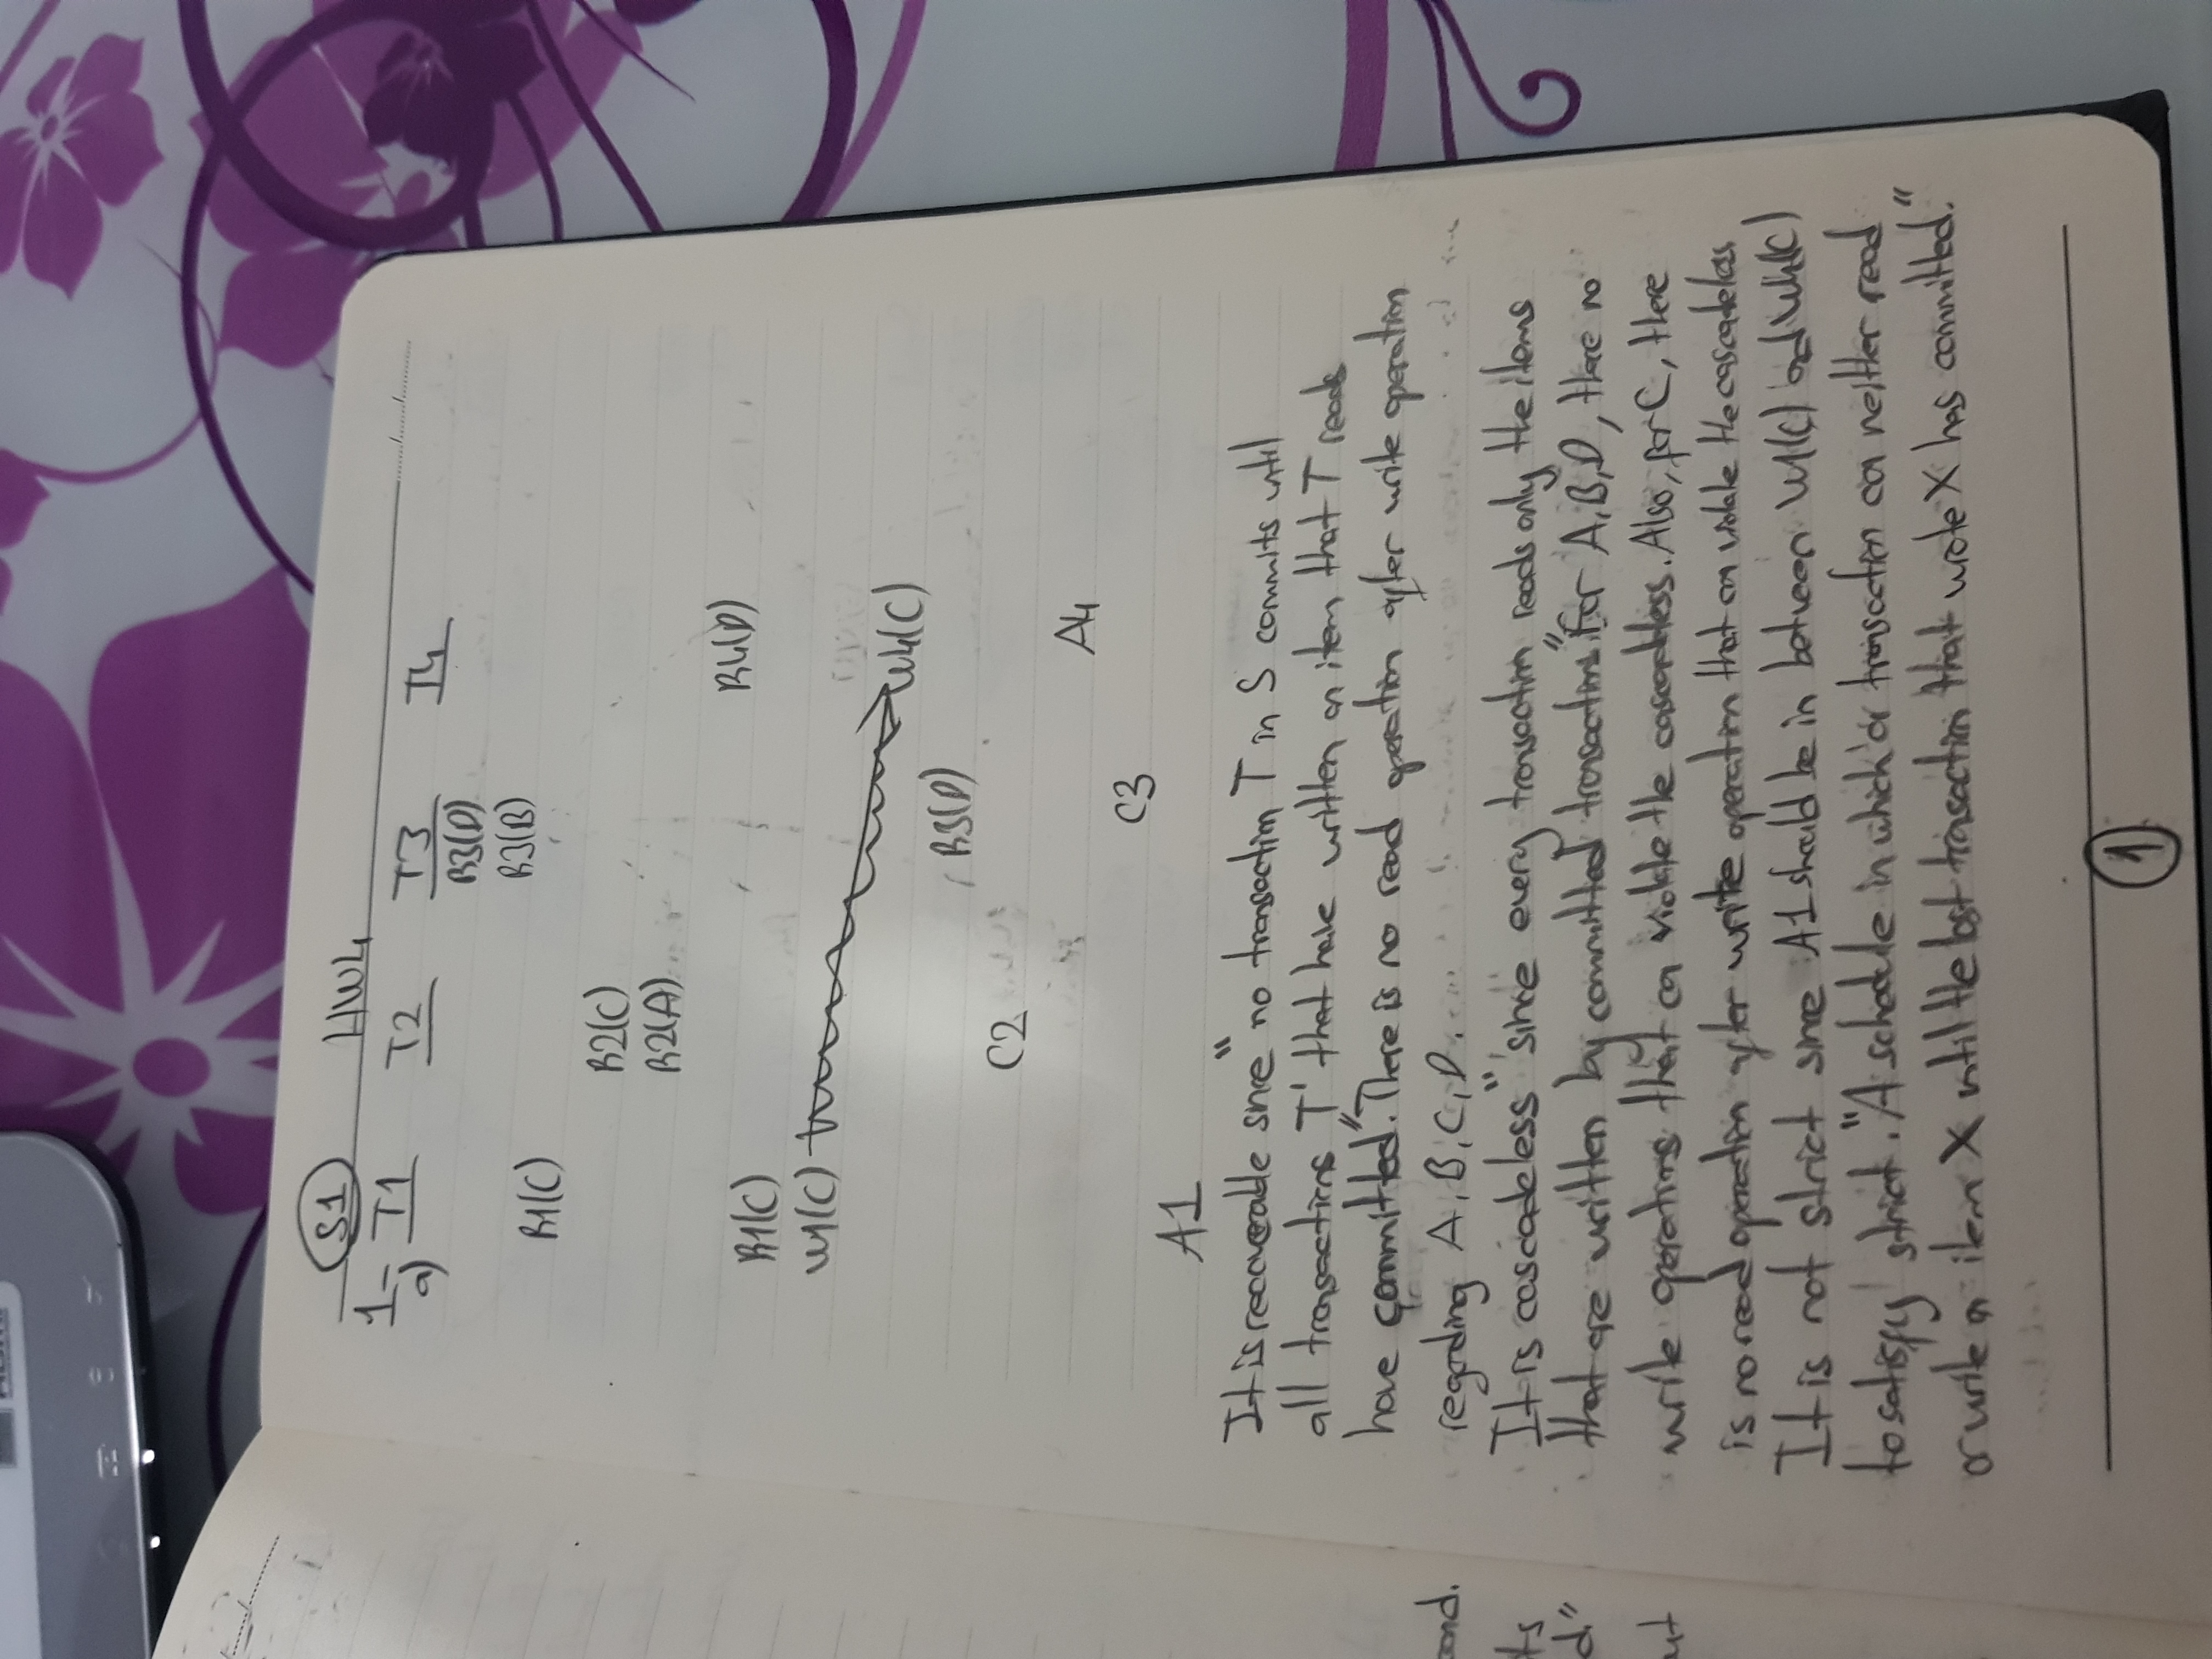 S1 HW4
1- T1 T2 T3 T4
a)
R3(D)
R3(B)
R1(C)
R2(C)
R2(A)
R4(D)
R1(C)
W1(C)
W4(C)
R3(D)
C2
A4
C3
A1
It is recoverable since "no transaction T in S commits until
all transactions T' that have written an item that T reads
have committed". There is no read operation after write operation
regarding A, B, C, D.
It is cascadeless "since every transaction reads only the items
that are written by committed transactions". For A, B, D, there no
write operations that can violate the cascadeless. Also, for C, there
is no read operation after write operation that can violate the cascadeless
It is not strict since A1 should be in between W1(C) and W4(C)
to satisfy strict. "A schedule in which a transaction can neither read
or write an item X until the last transaction that wrote X has committed."
1
ond.
ts
d"
ut